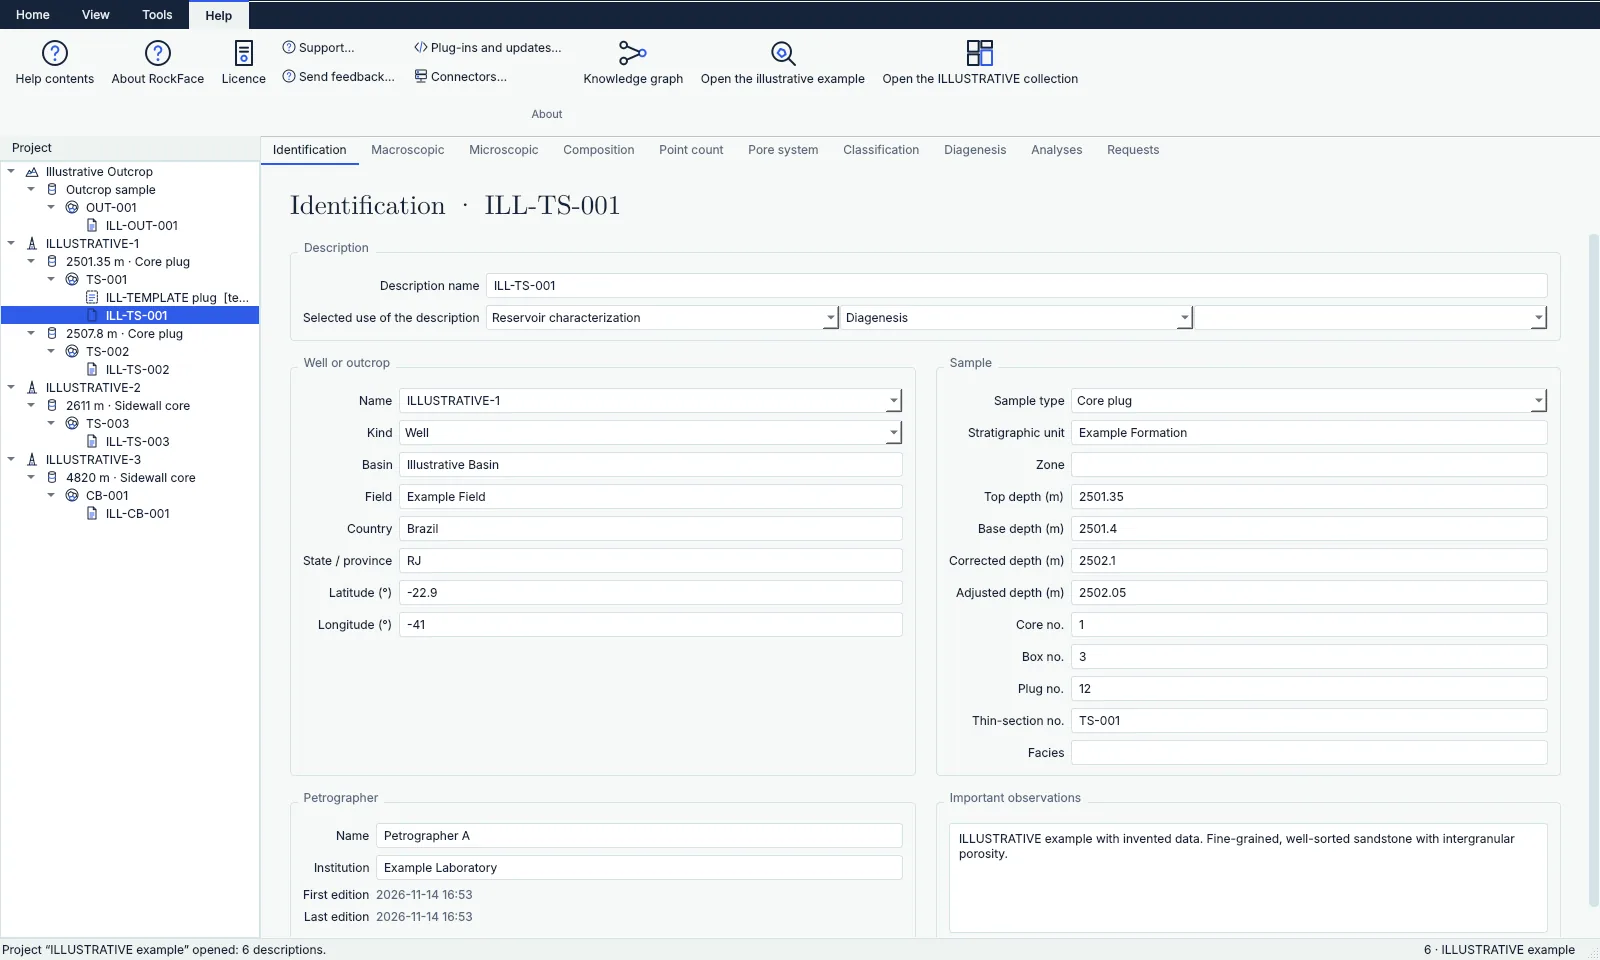 Home View Tools Help
Help contents
About RockFace
Licence
Support...
Send feedback...
Plug-ins and updates...
Connectors...
Knowledge graph
Open the illustrative example
Open the ILLUSTRATIVE collection
About
Project
Illustrative Outcrop
Outcrop sample
OUT-001
ILL-OUT-001
ILLUSTRATIVE-1
2501.35 m · Core plug
TS-001
ILL-TEMPLATE plug [te...
ILL-TS-001
2507.8 m · Core plug
TS-002
ILL-TS-002
ILLUSTRATIVE-2
2611 m · Sidewall core
TS-003
ILL-TS-003
ILLUSTRATIVE-3
4820 m · Sidewall core
CB-001
ILL-CB-001
Identification Macroscopic Microscopic Composition Point count Pore system Classification Diagenesis Analyses Requests
Identification · ILL-TS-001
Description
Description name ILL-TS-001
Selected use of the description Reservoir characterization Diagenesis
Well or outcrop
Name ILLUSTRATIVE-1
Kind Well
Basin Illustrative Basin
Field Example Field
Country Brazil
State / province RJ
Latitude (°) -22.9
Longitude (°) -41
Sample
Sample type Core plug
Stratigraphic unit Example Formation
Zone
Top depth (m) 2501.35
Base depth (m) 2501.4
Corrected depth (m) 2502.1
Adjusted depth (m) 2502.05
Core no. 1
Box no. 3
Plug no. 12
Thin-section no. TS-001
Facies
Petrographer
Name Petrographer A
Institution Example Laboratory
First edition 2026-11-14 16:53
Last edition 2026-11-14 16:53
Important observations
ILLUSTRATIVE example with invented data. Fine-grained, well-sorted sandstone with intergranular
porosity.
Project “ILLUSTRATIVE example” opened: 6 descriptions.
6 · ILLUSTRATIVE example